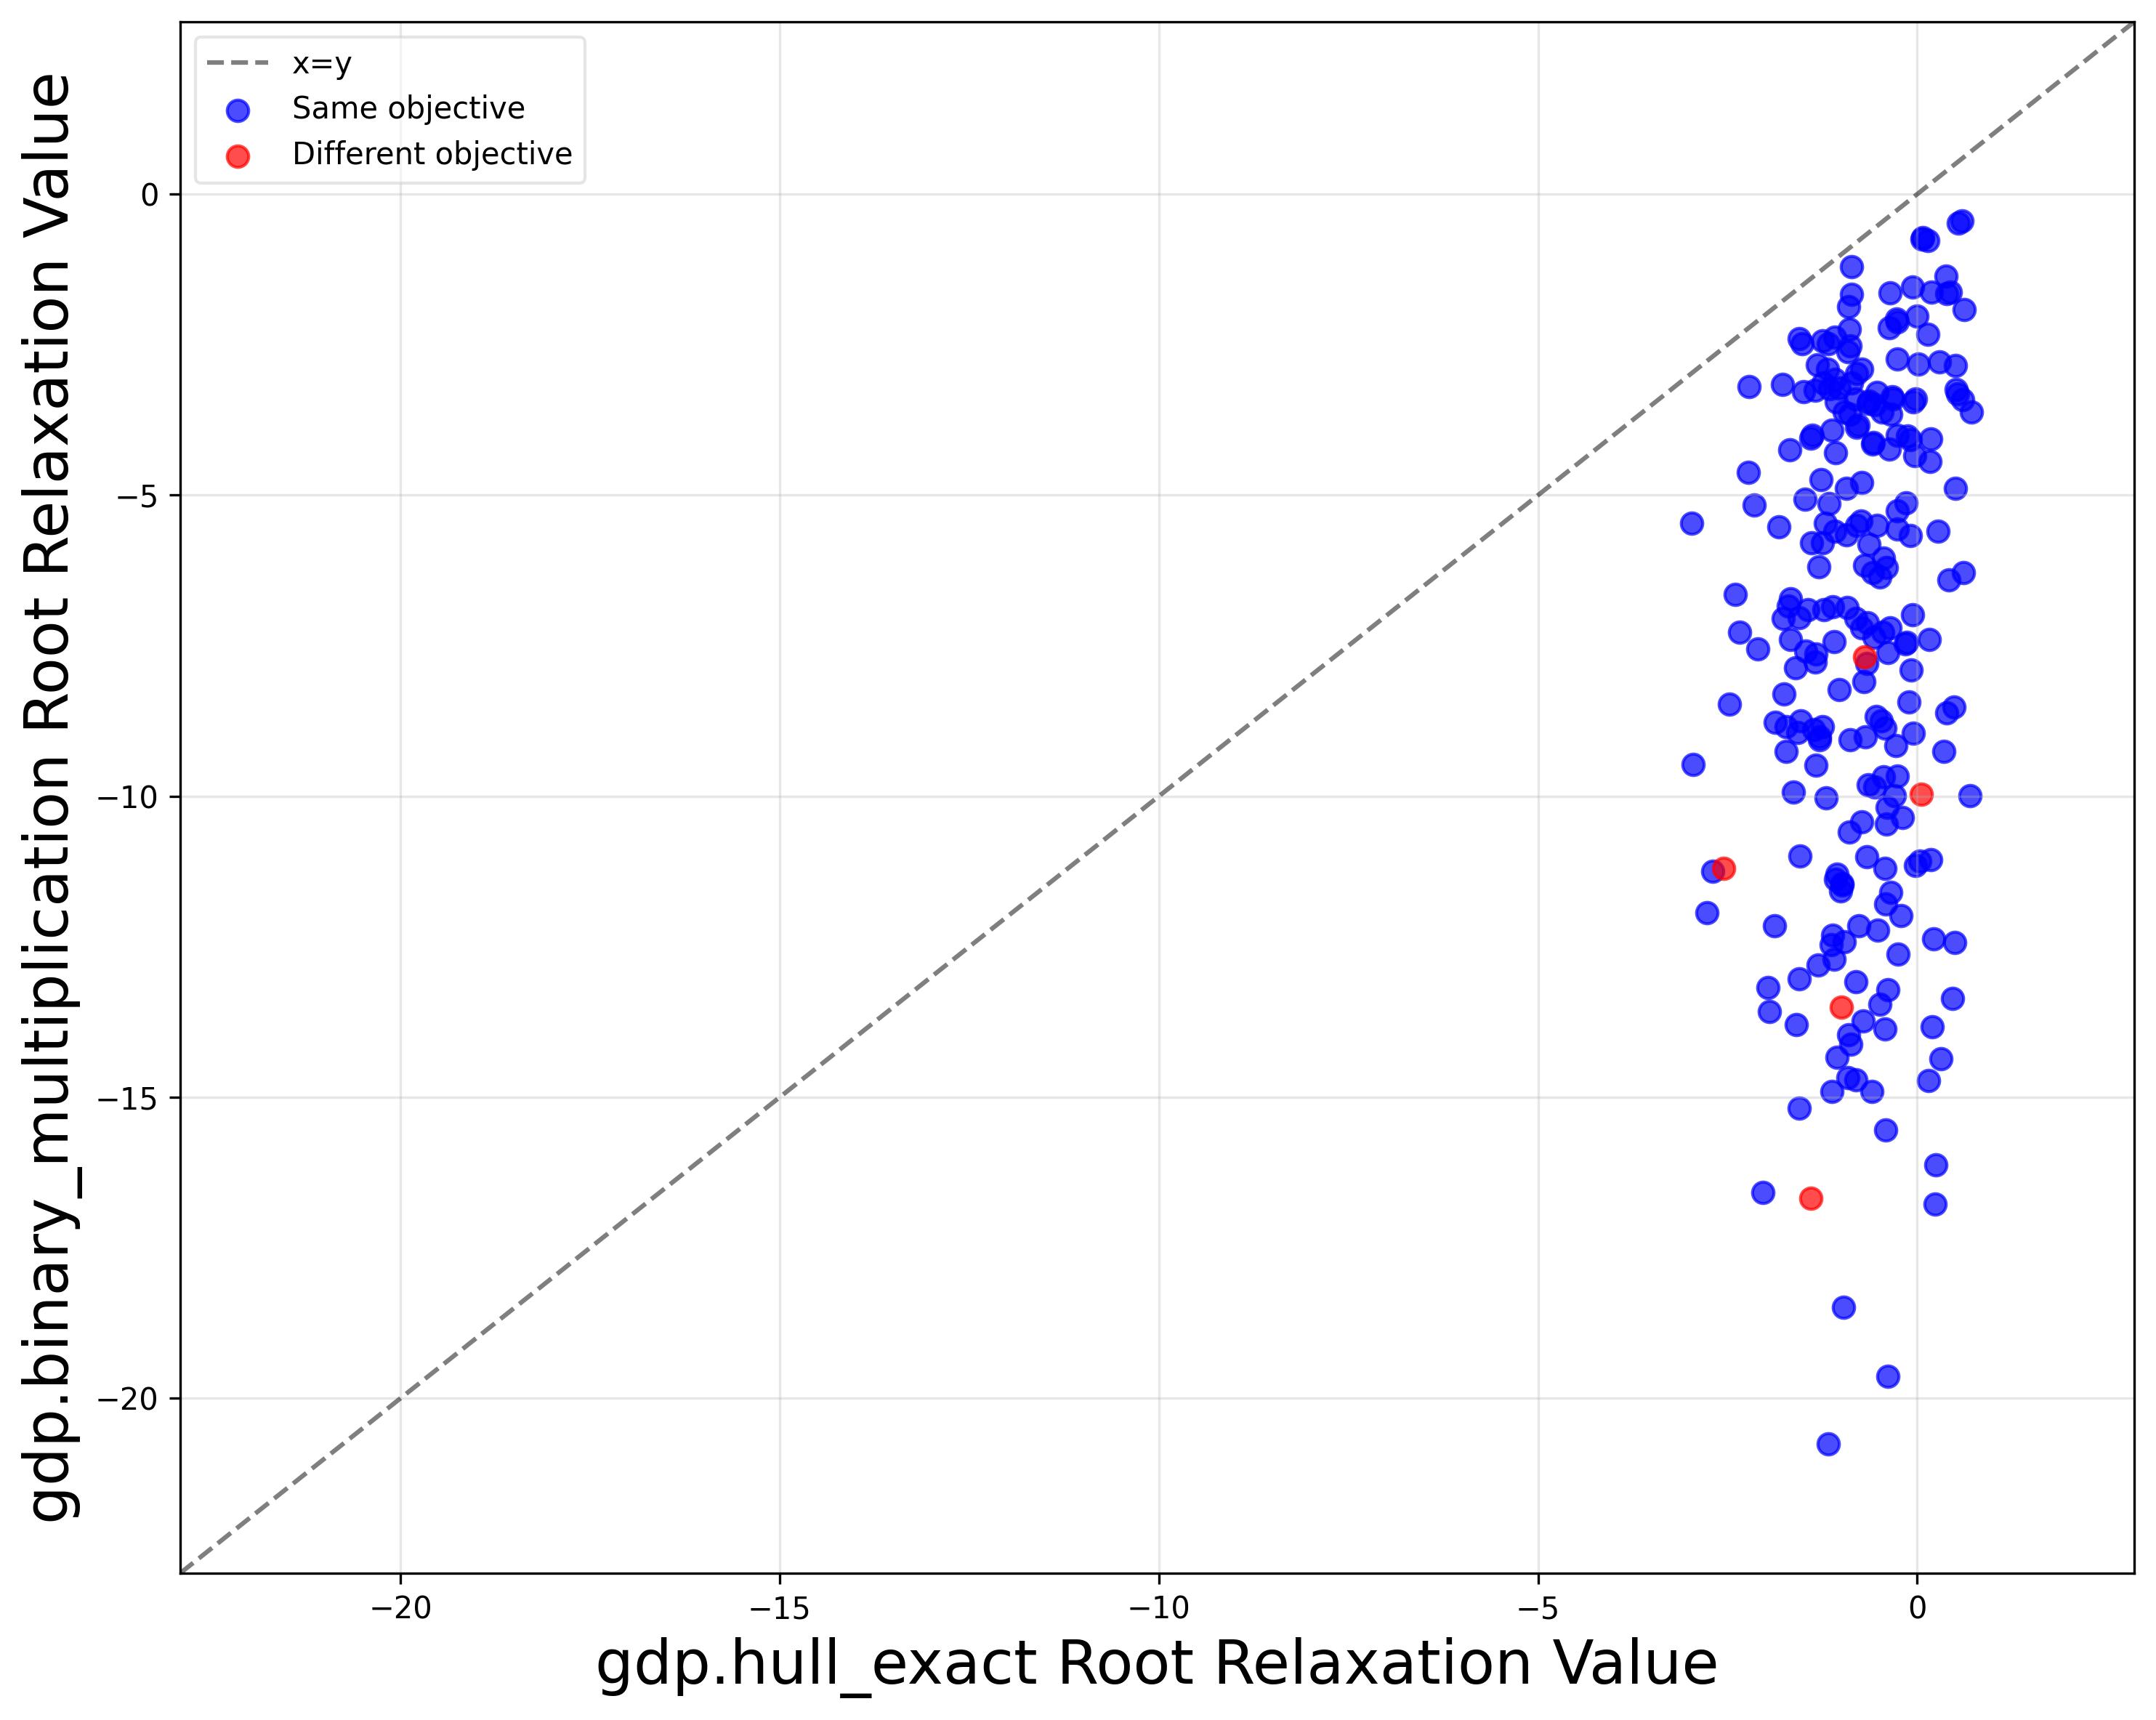 x=y
Same objective
Different objective
gdp.binary_multiplication Root Relaxation Value
0
−5
−10
−15
−20
−20
−15
−10
−5
0
gdp.hull_exact Root Relaxation Value